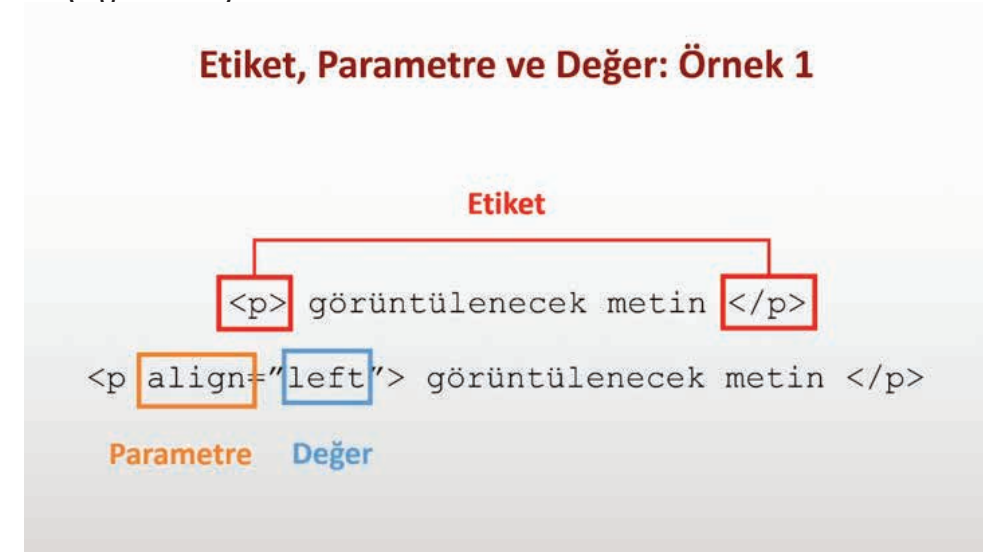 Etiket, Parametre ve Değer: Örnek 1
Etiket
<p> görüntülenecek metin </p>
<p align=”left”> görüntülenecek metin </p>
Parametre Değer